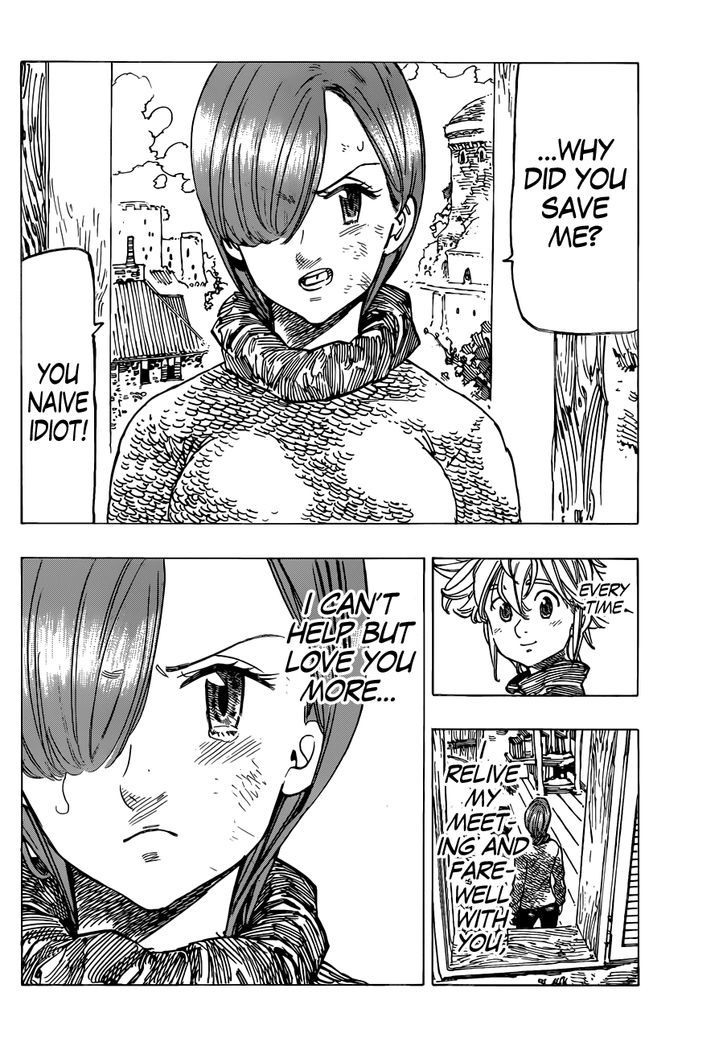 ...WHY
DID YOU
SAVE
ME?
YOU
NAIVE
IDIOT!
EVERY
TIME
I
RELIVE
MY
MEET-
ING AND
FARE-
WELL
WITH
YOU,
I CAN'T
HELP BUT
LOVE YOU
MORE...